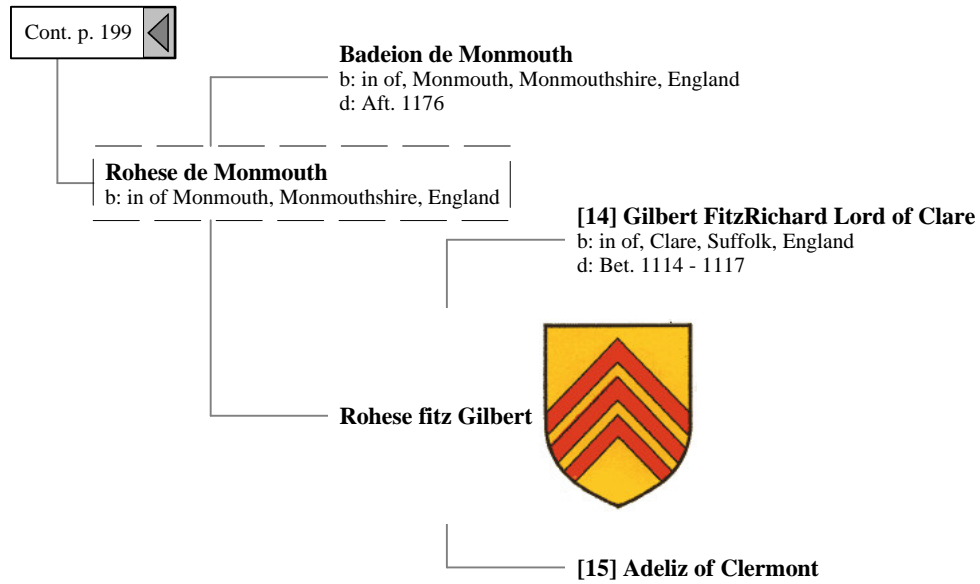 Cont. p. 199
Badeion de Monmouth
b: in of, Monmouth, Monmouthshire, England
d: Aft. 1176
Rohese de Monmouth
b: in of Monmouth, Monmouthshire, England
[14] Gilbert FitzRichard Lord of Clare
b: in of, Clare, Suffolk, England
d: Bet. 1114 - 1117
Rohese fitz Gilbert
[15] Adeliz of Clermont